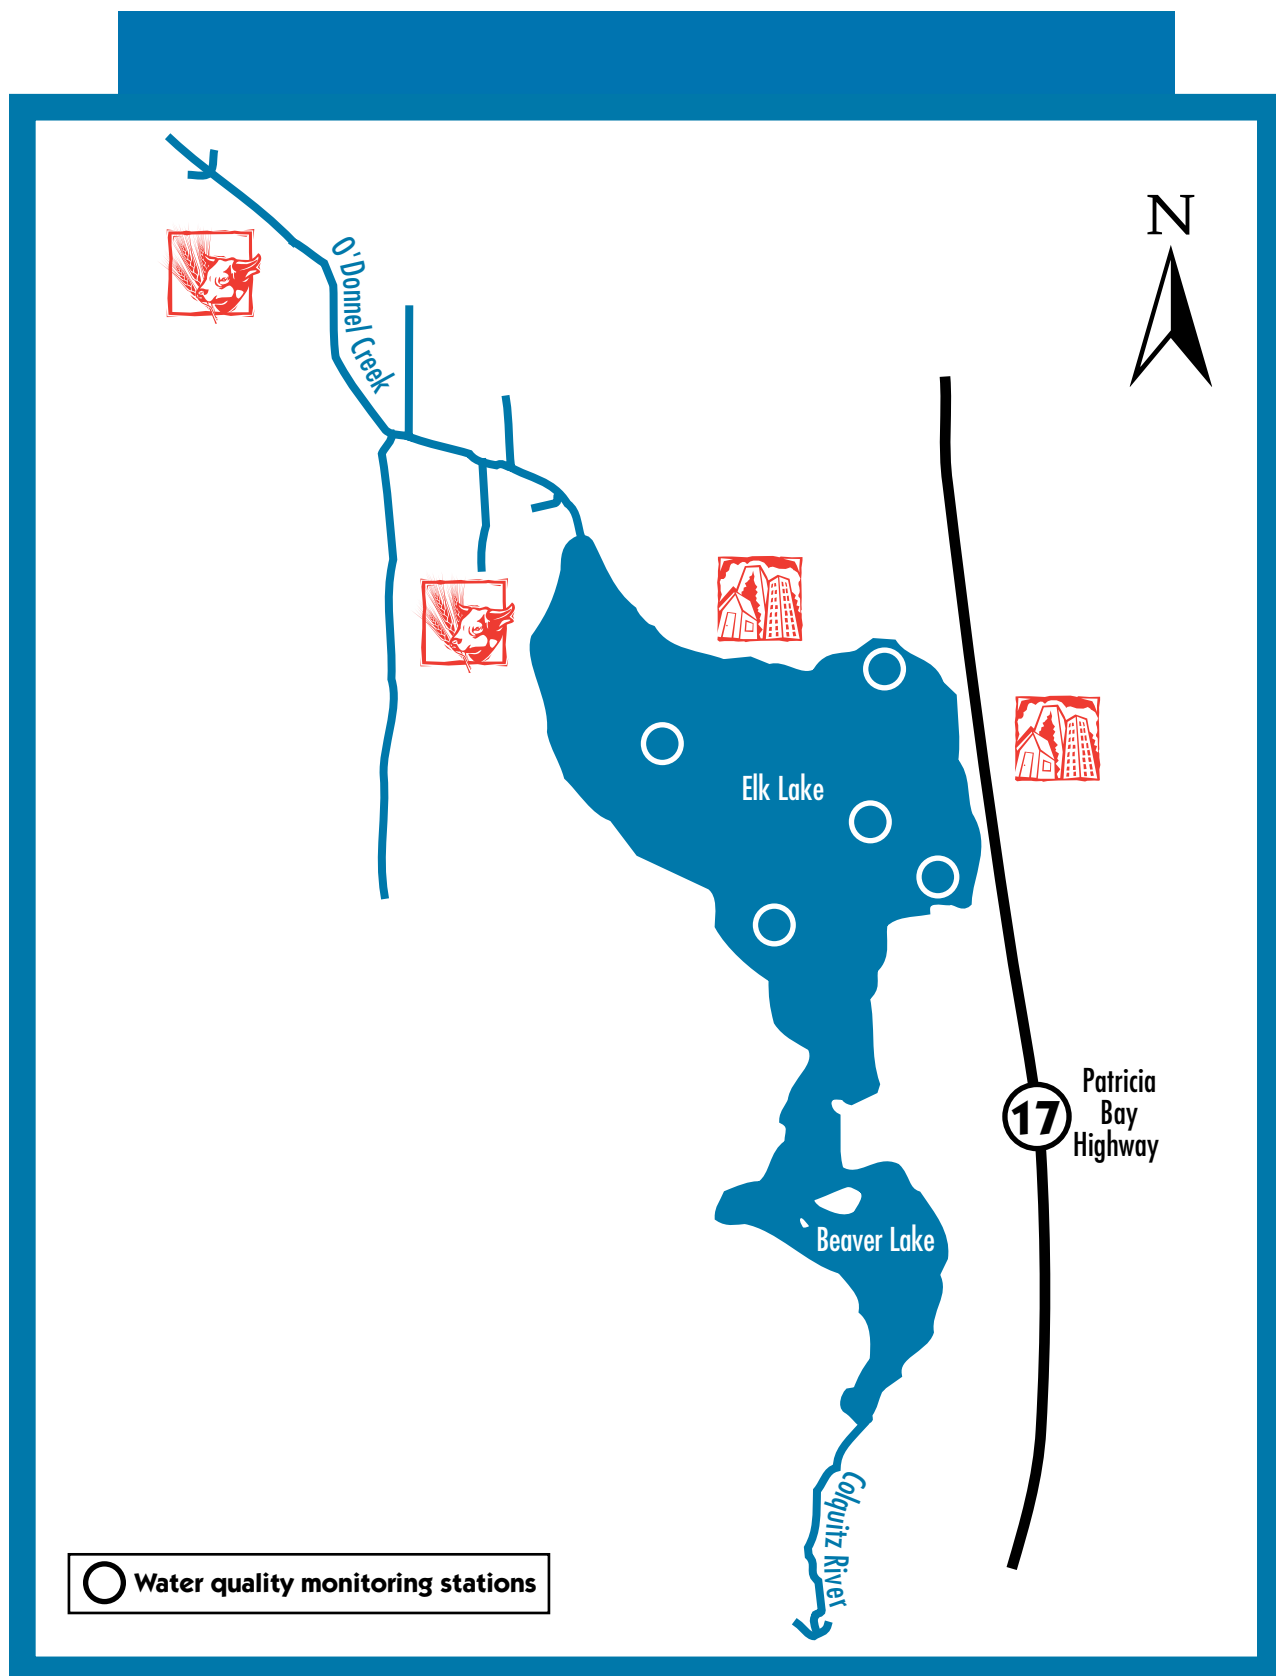 N
O'Donnel Creek
Elk Lake
Patricia
Bay
Highway
17
Beaver Lake
Colquitz River
Water quality monitoring stations